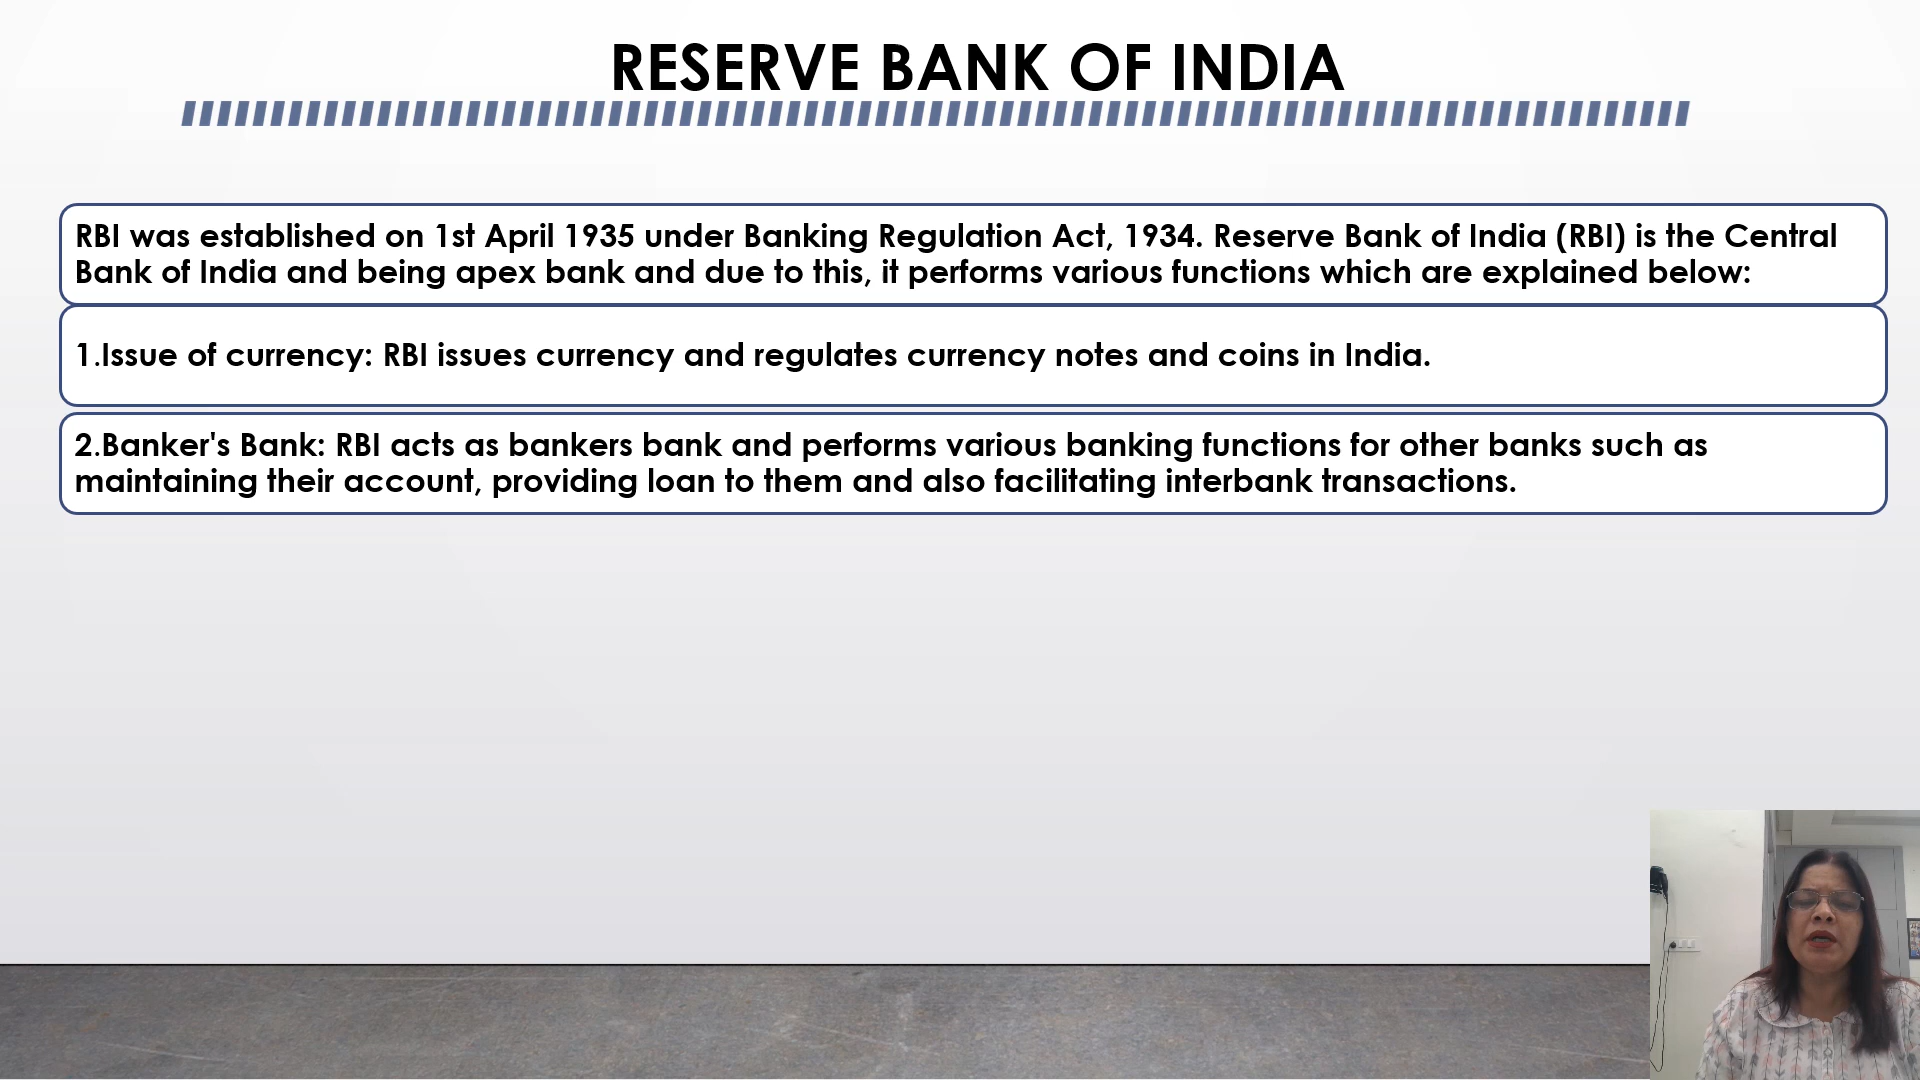 RESERVE BANK OF INDIA
RBI was established on 1st April 1935 under Banking Regulation Act, 1934. Reserve Bank of India (RBI) is the Central
Bank of India and being apex bank and due to this, it performs various functions which are explained below:
1.Issue of currency: RBI issues currency and regulates currency notes and coins in India.
2.Banker's Bank: RBI acts as bankers bank and performs various banking functions for other banks such as
maintaining their account, providing loan to them and also facilitating interbank transactions.